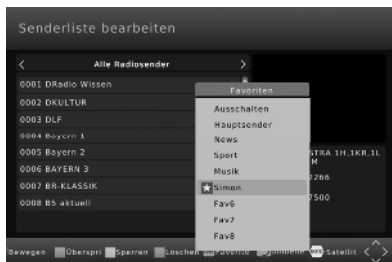 Senderliste bearbeiten
Alle Radiosender
0001 DRadio Wissen
0002 DKULTUR
0003 DLF
0004 Bayern 1
0005 Bayern 2
0006 BAYERN 3
0007 BR-KLASSIK
0008 B5 aktuell
Favoriten
Ausschalten
Hauptsender
News
Sport
Musik
Simon
Fav6
Fav7
Fav8
STRA 1H,1KR,1L
M
7266
7500
Bewegen Überspri Sperren Löschen Favorite Satellit